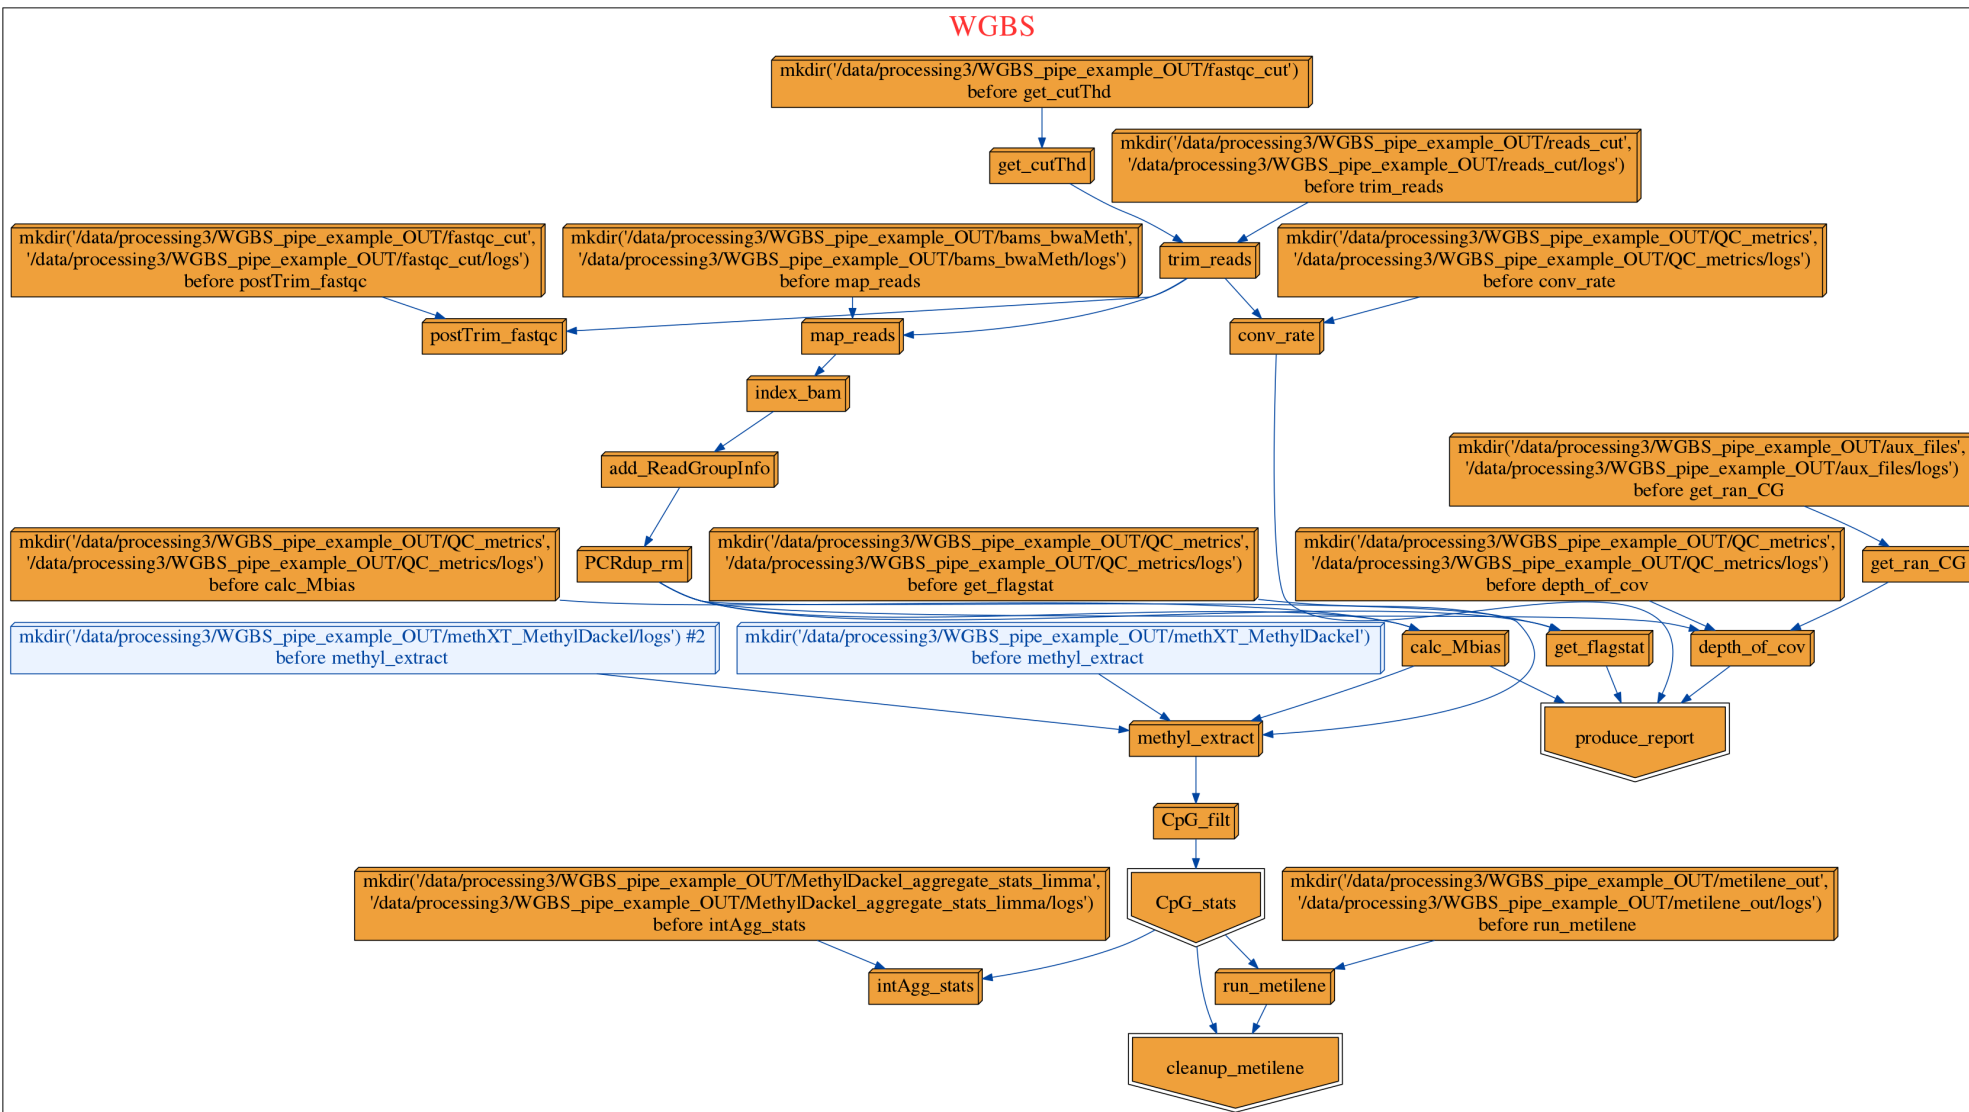 WGBS
mkdir('/data/processing3/WGBS_pipe_example_OUT/fastqc_cut')
before get_cutThd
mkdir('/data/processing3/WGBS_pipe_example_OUT/reads_cut',
'/data/processing3/WGBS_pipe_example_OUT/reads_cut/logs')
before trim_reads
get_cutThd
mkdir('/data/processing3/WGBS_pipe_example_OUT/fastqc_cut',
'/data/processing3/WGBS_pipe_example_OUT/fastqc_cut/logs')
before postTrim_fastqc
mkdir('/data/processing3/WGBS_pipe_example_OUT/bams_bwaMeth',
'/data/processing3/WGBS_pipe_example_OUT/bams_bwaMeth/logs')
before map_reads
trim_reads
mkdir('/data/processing3/WGBS_pipe_example_OUT/QC_metrics',
'/data/processing3/WGBS_pipe_example_OUT/QC_metrics/logs')
before conv_rate
postTrim_fastqc
map_reads
conv_rate
index_bam
add_ReadGroupInfo
mkdir('/data/processing3/WGBS_pipe_example_OUT/aux_files',
'/data/processing3/WGBS_pipe_example_OUT/aux_files/logs')
before get_ran_CG
mkdir('/data/processing3/WGBS_pipe_example_OUT/QC_metrics',
'/data/processing3/WGBS_pipe_example_OUT/QC_metrics/logs')
before calc_Mbias
PCRdup_rm
mkdir('/data/processing3/WGBS_pipe_example_OUT/QC_metrics',
'/data/processing3/WGBS_pipe_example_OUT/QC_metrics/logs')
before get_flagstat
mkdir('/data/processing3/WGBS_pipe_example_OUT/QC_metrics',
'/data/processing3/WGBS_pipe_example_OUT/QC_metrics/logs')
before depth_of_cov
get_ran_CG
mkdir('/data/processing3/WGBS_pipe_example_OUT/methXT_MethylDackel/logs') #2
before methyl_extract
mkdir('/data/processing3/WGBS_pipe_example_OUT/methXT_MethylDackel')
before methyl_extract
calc_Mbias
get_flagstat
depth_of_cov
methyl_extract
produce_report
CpG_filt
mkdir('/data/processing3/WGBS_pipe_example_OUT/MethylDackel_aggregate_stats_limma',
'/data/processing3/WGBS_pipe_example_OUT/MethylDackel_aggregate_stats_limma/logs')
before intAgg_stats
CpG_stats
mkdir('/data/processing3/WGBS_pipe_example_OUT/metilene_out',
'/data/processing3/WGBS_pipe_example_OUT/metilene_out/logs')
before run_metilene
intAgg_stats
run_metilene
cleanup_metilene